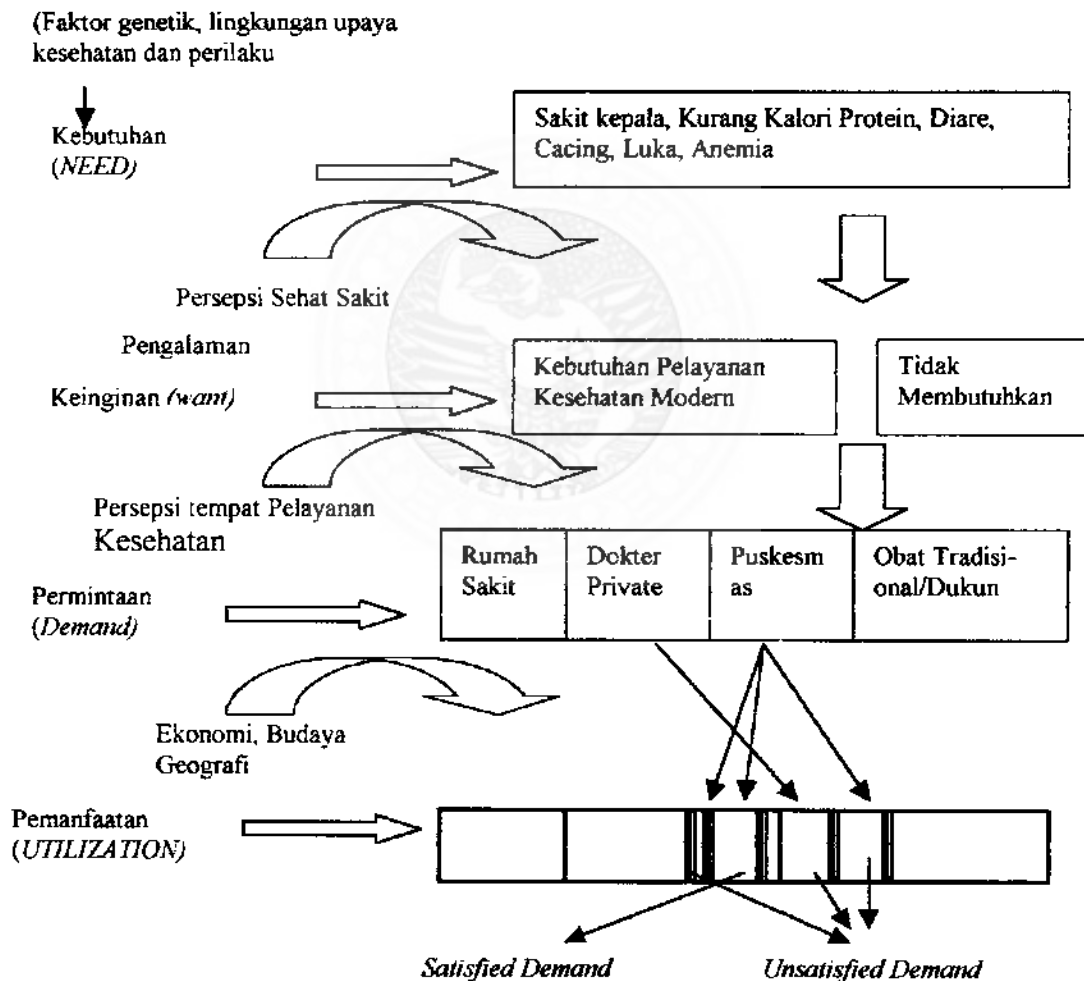 (Faktor genetik, lingkungan upaya
kesehatan dan perilaku
Kebutuhan
(NEED)
Sakit kepala, Kurang Kalori Protein, Diare,
Cacing, Luka, Anemia
Persepsi Sehat Sakit
Pengalaman
Keinginan (want)
Kebutuhan Pelayanan
Kesehatan Modern
Tidak
Membutuhkan
Persepsi tempat Pelayanan
Kesehatan
Permintaan
(Demand)
Rumah
Sakit
Dokter
Private
Puskesm
as
Obat Tradisi-
onal/Dukun
Ekonomi, Budaya
Geografi
Pemanfaatan
(UTILIZATION)
Satisfied Demand
Unsatisfied Demand